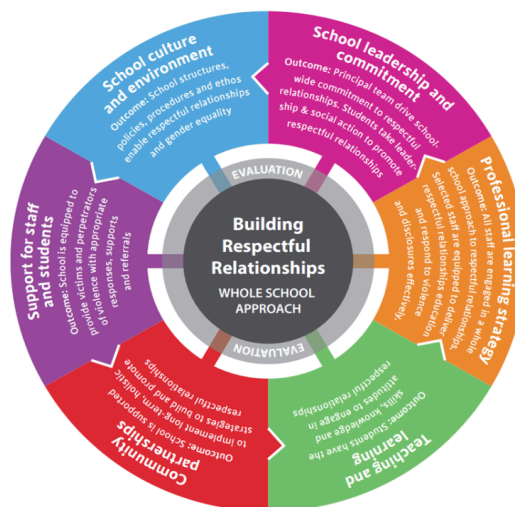 School leadership and
commitment
Outcome: Principal team drive school-
wide commitment to respectful
relationships. Students take leader-
ship & social action to promote
respectful relationships
Professional learning strategy
Outcome: All staff are engaged in a whole
school approach to respectful relationships.
Selected staff are equipped to deliver
respectful relationships education
and respond to violence
and disclosures effectively.
Teaching and
learning
Outcome: Students have the
skills, knowledge and
attitudes to engage in
respectful relationships
Community
partnerships
Outcome: School is supported
to implement long-term, holistic
strategies to build and promote
respectful relationships
Support for staff
and students
Outcome: School is equipped to
provide victims and perpetrators
of violence with appropriate
responses, supports
and referrals
School culture
and environment
Outcome: School structures,
policies, procedures and ethos
enable respectful relationships
and gender equality
EVALUATION
Building
Respectful
Relationships
WHOLE SCHOOL
APPROACH
EVALUATION